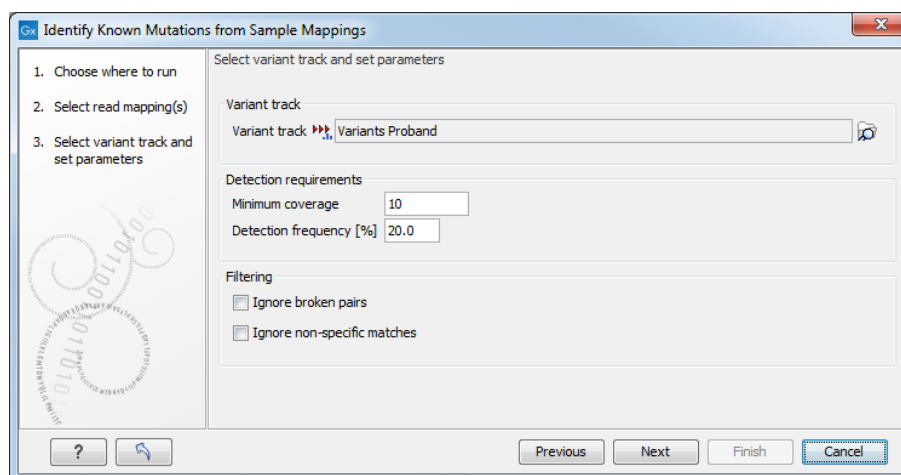 Gx Identify Known Mutations from Sample Mappings
1. Choose where to run
2. Select read mapping(s)
3. Select variant track and
set parameters
Select variant track and set parameters
Variant track
Variant track Variants Proband
Detection requirements
Minimum coverage 10
Detection frequency [%] 20.0
Filtering
Ignore broken pairs
Ignore non-specific matches
? Previous Next Finish Cancel